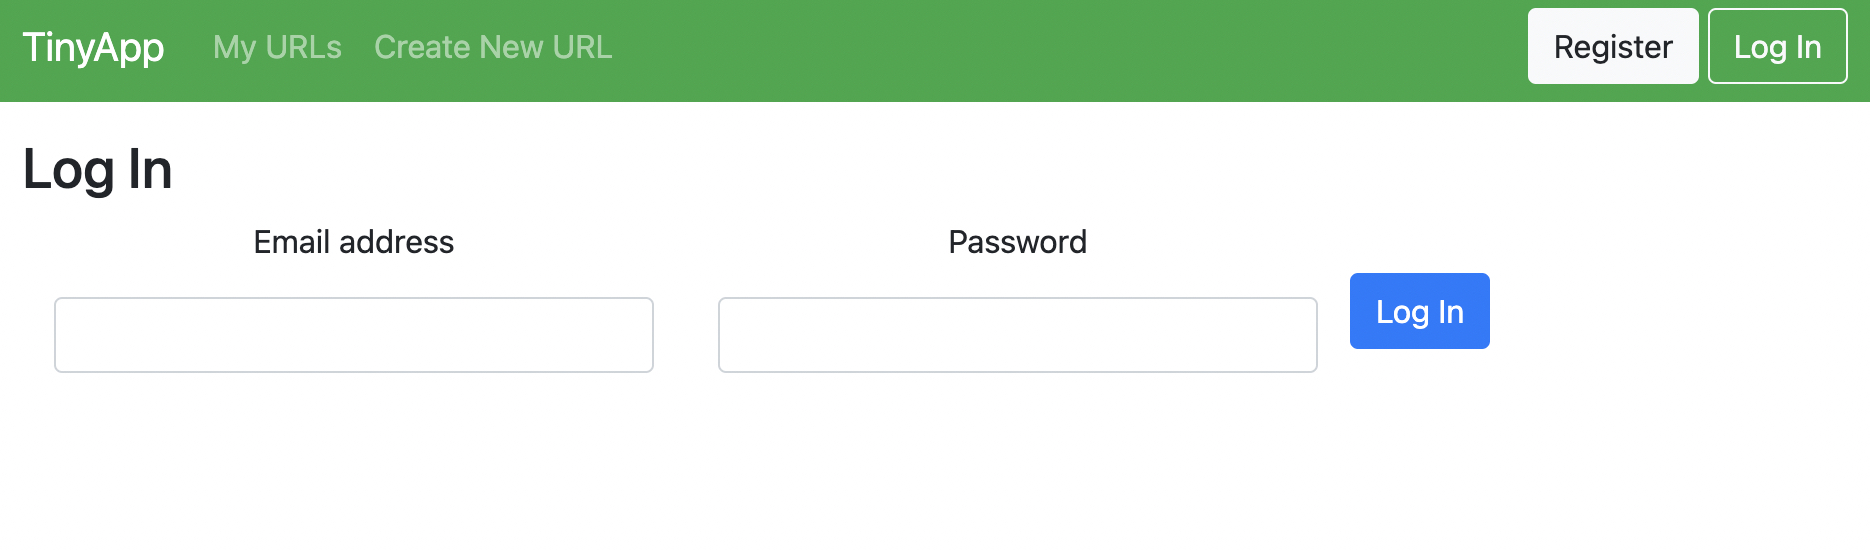 TinyApp My URLs Create New URL Register Log In
Log In
Email address Password
Log In